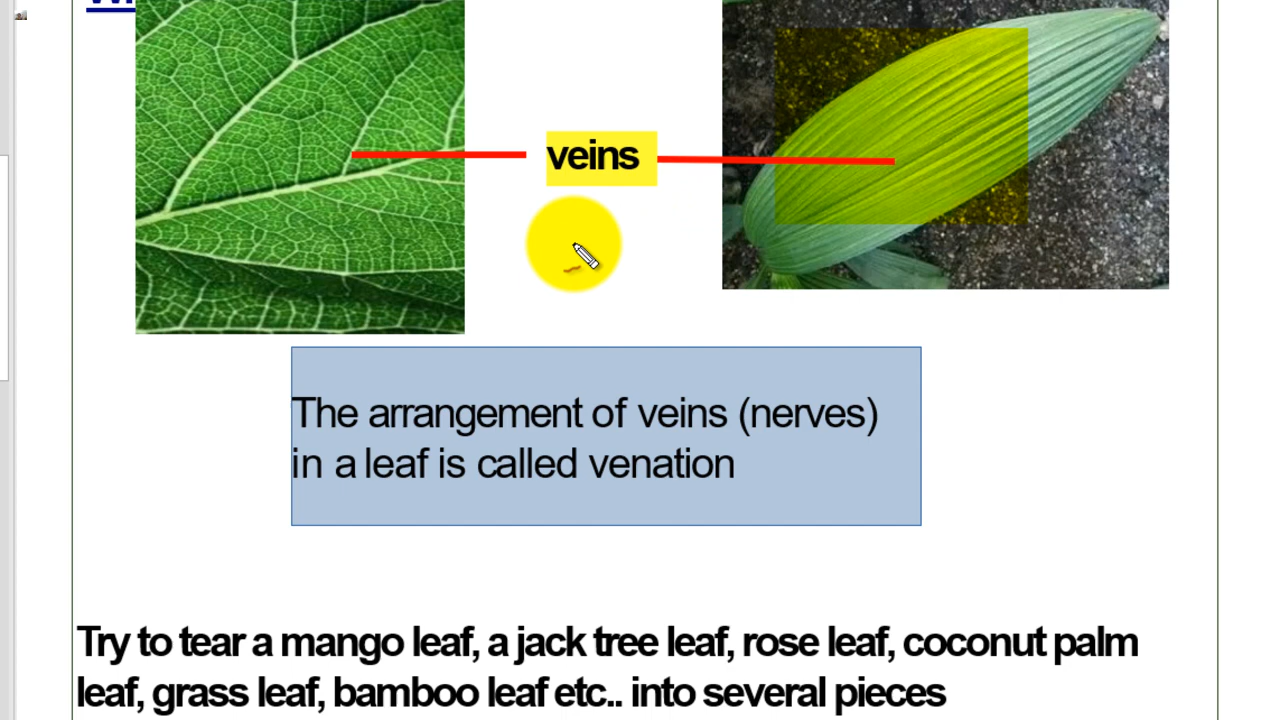 veins
The arrangement of veins (nerves)
in a leaf is called venation
Try to tear a mango leaf, a jack tree leaf, rose leaf, coconut palm
leaf, grass leaf, bamboo leaf etc.. into several pieces